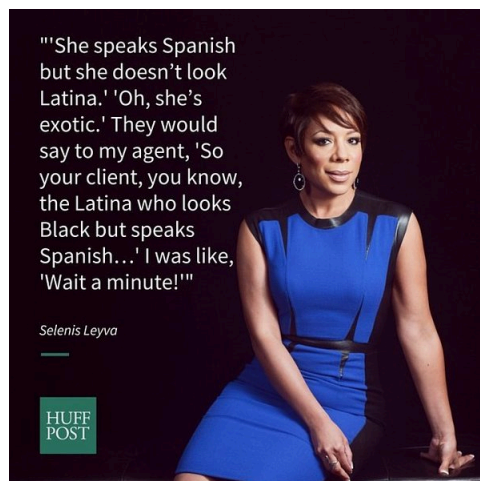 "'She speaks Spanish
but she doesn't look
Latina.' 'Oh, she's
exotic.' They would
say to my agent, 'So
your client, you know,
the Latina who looks
Black but speaks
Spanish...' I was like,
'Wait a minute!'"
Selenis Leyva
HUFF
POST